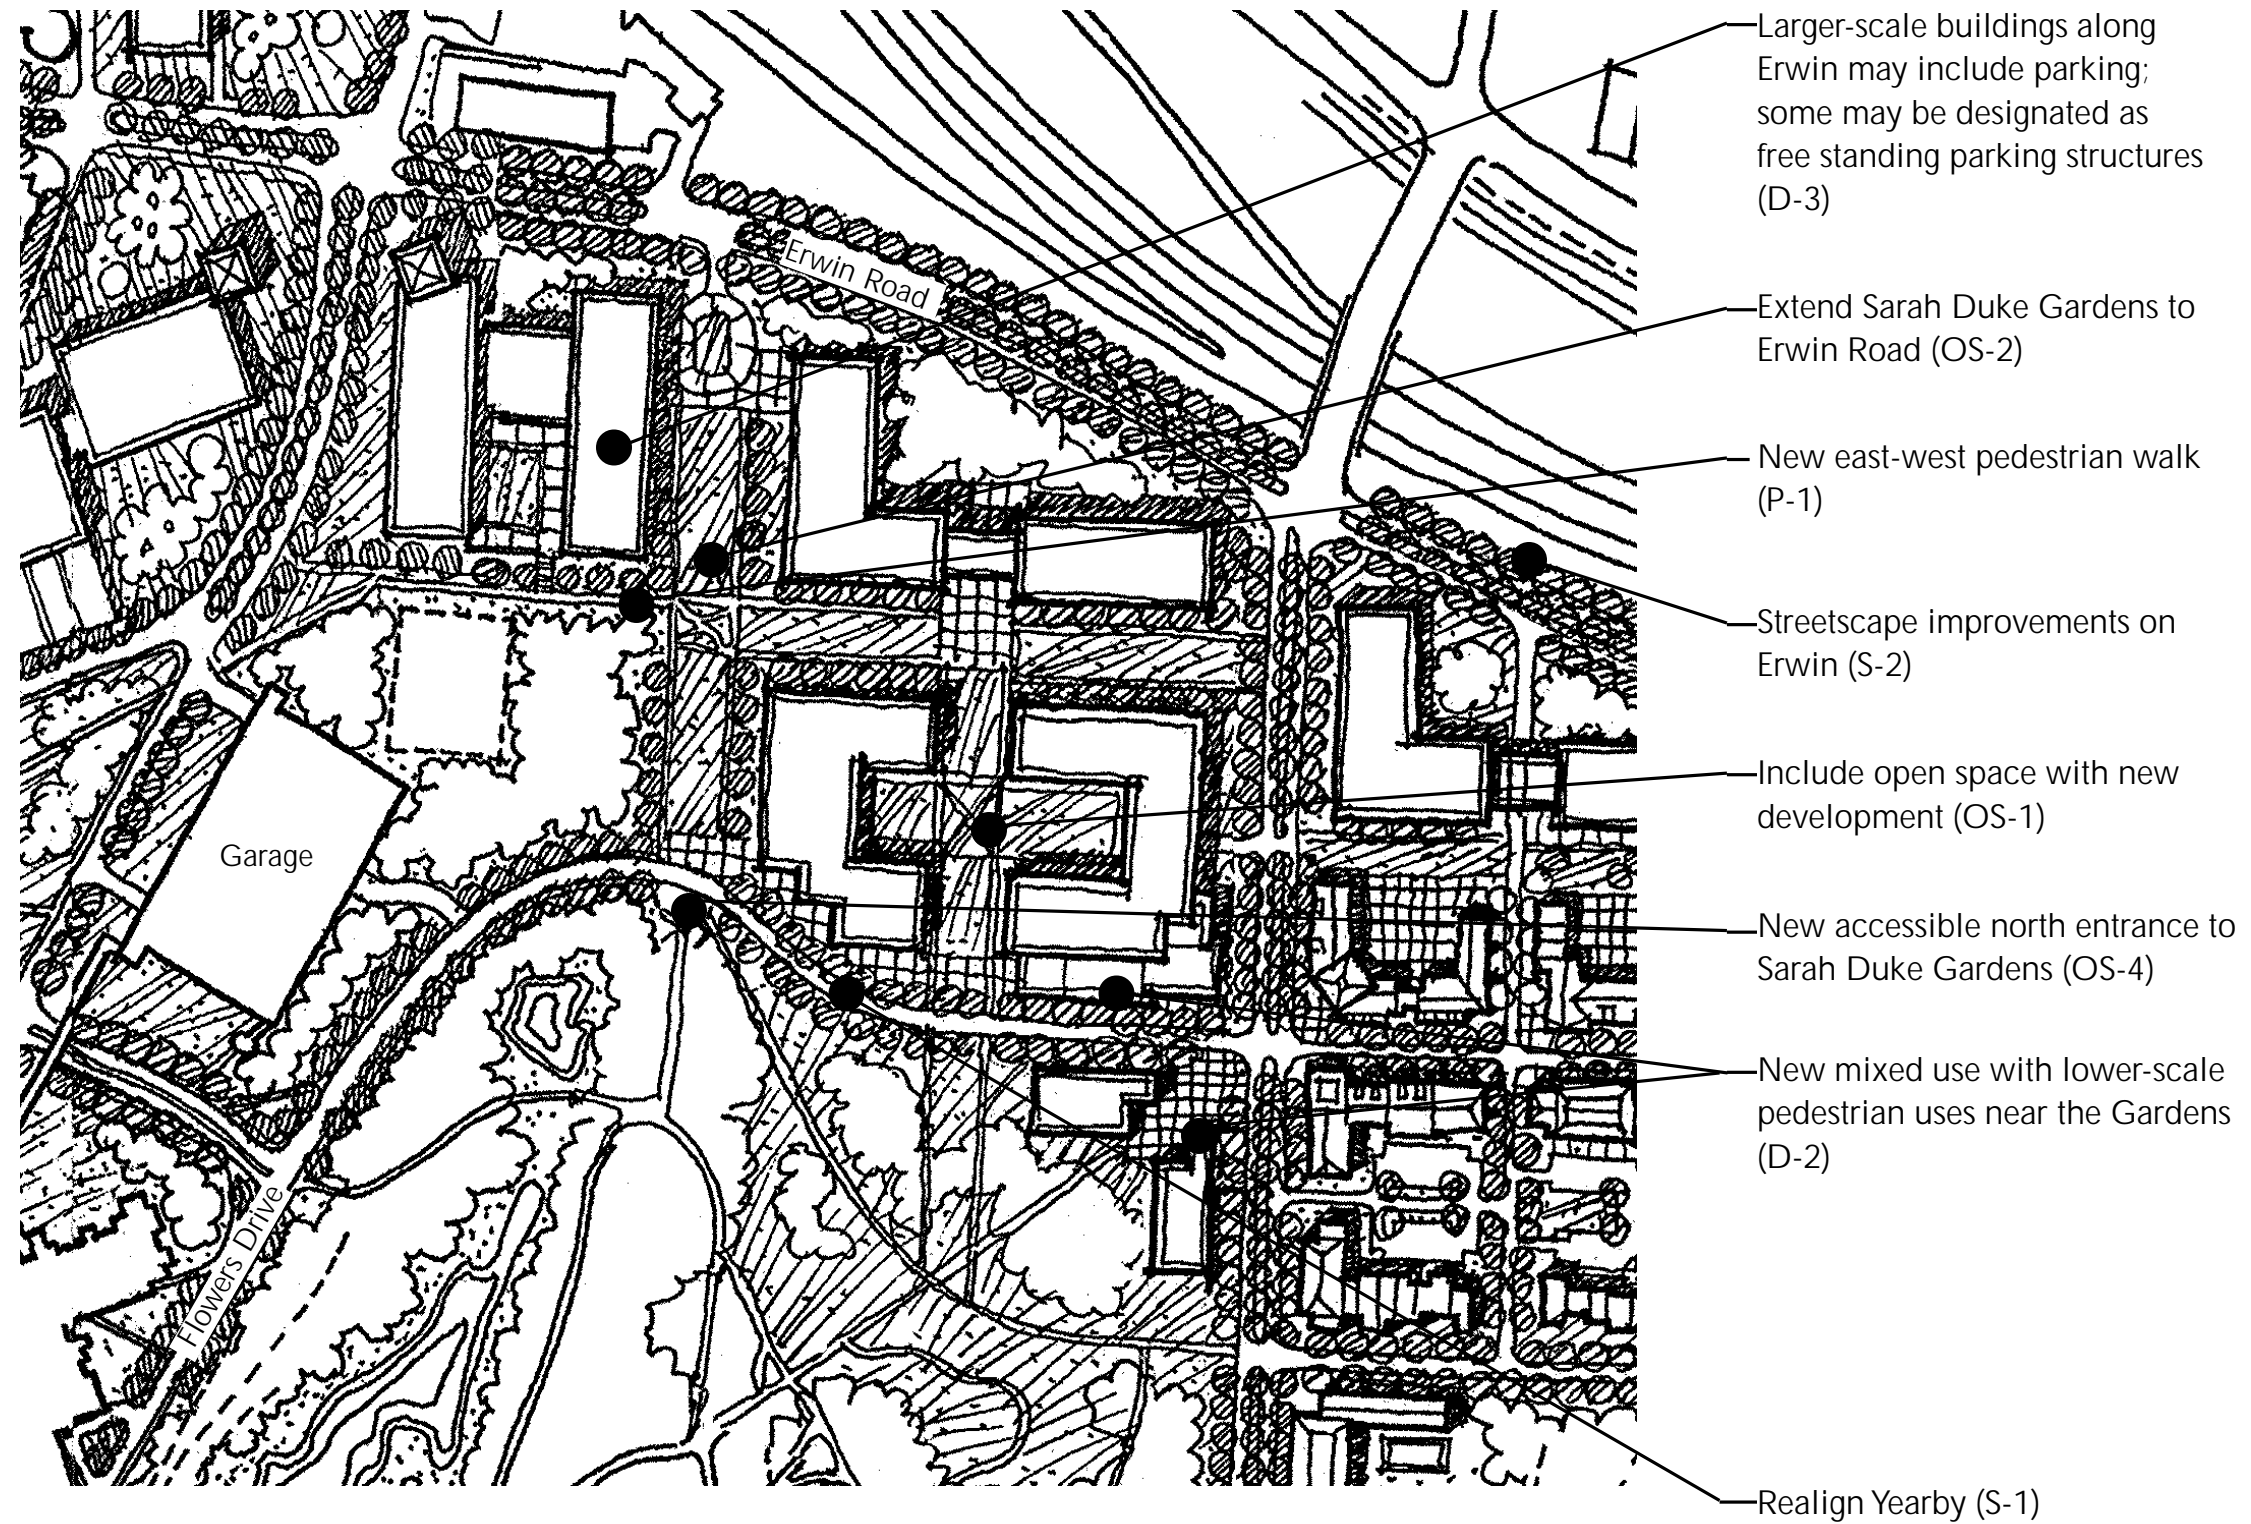 Larger-scale buildings along
Erwin may include parking;
some may be designated as
free standing parking structures
(D-3)
Erwin Road
Extend Sarah Duke Gardens to
Erwin Road (OS-2)
New east-west pedestrian walk
(P-1)
Streetscape improvements on
Erwin (S-2)
Include open space with new
development (OS-1)
Garage
New accessible north entrance to
Sarah Duke Gardens (OS-4)
New mixed use with lower-scale
pedestrian uses near the Gardens
(D-2)
Flowers Drive
Realign Yearby (S-1)